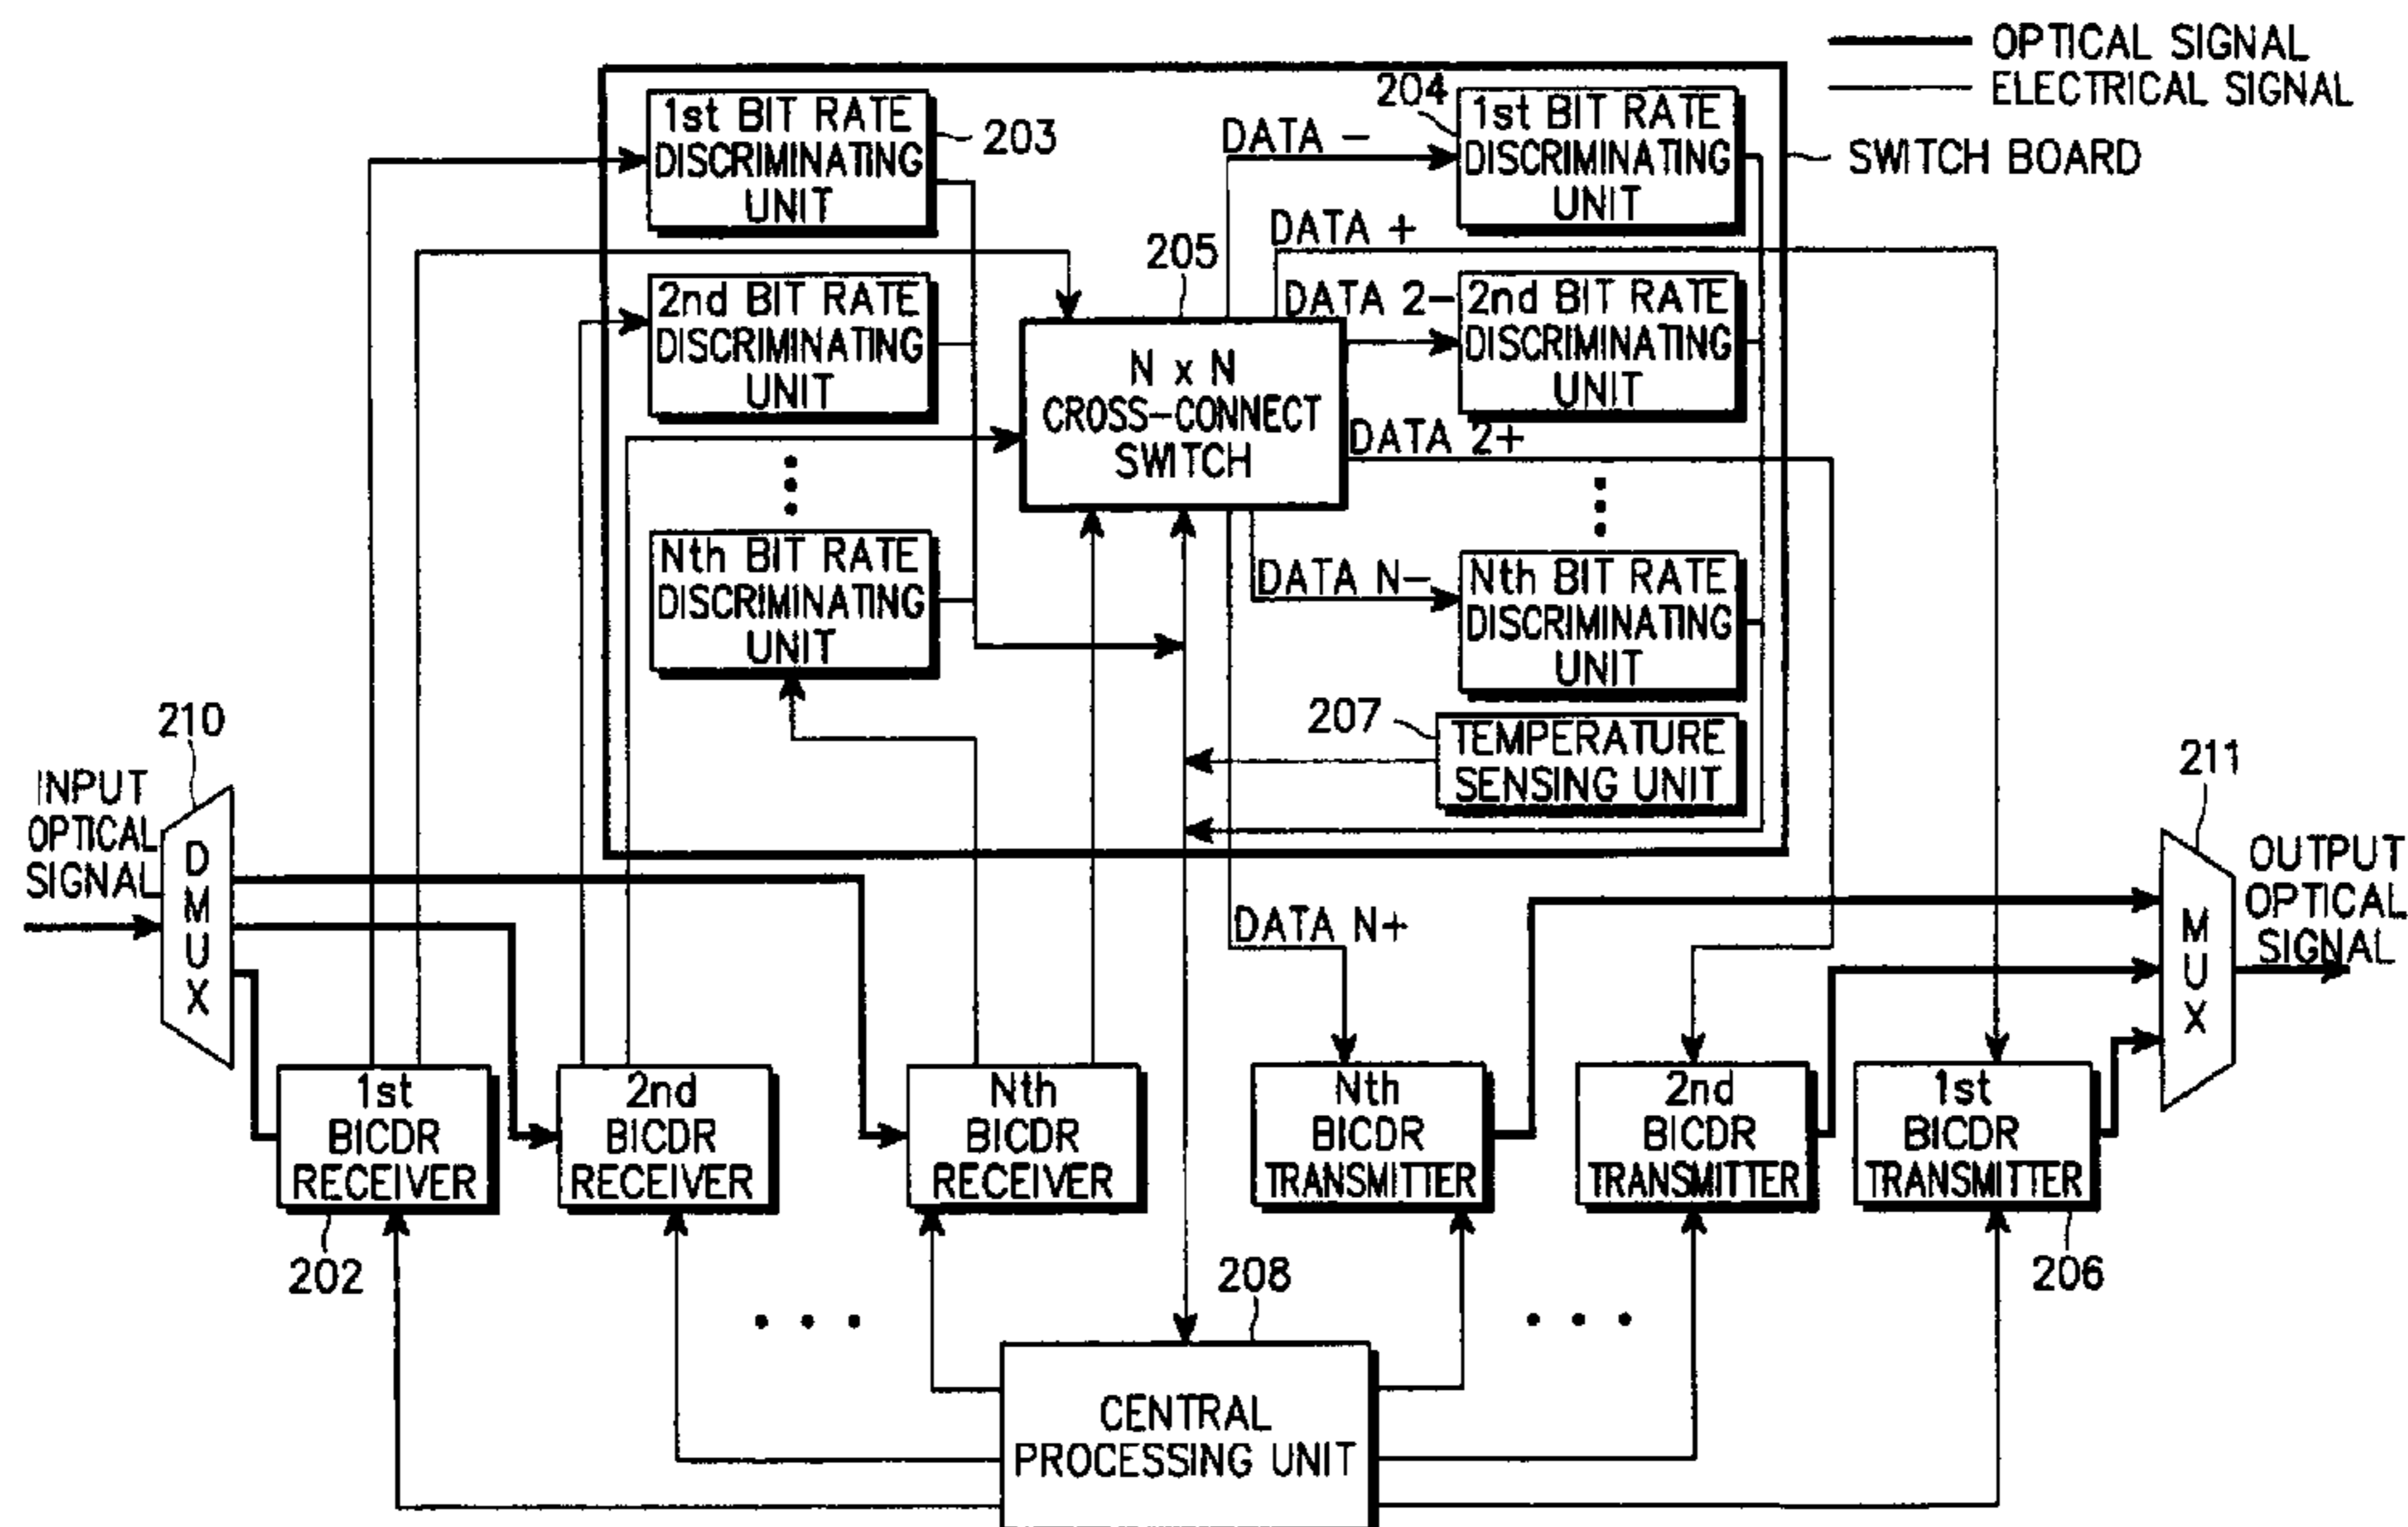 OPTICAL SIGNAL
ELECTRICAL SIGNAL
SWITCH BOARD
1st BIT RATE
DISCRIMINATING
UNIT
203
2nd BIT RATE
DISCRIMINATING
UNIT
Nth BIT RATE
DISCRIMINATING
UNIT
205
N x N
CROSS-CONNECT
SWITCH
DATA -
DATA +
DATA 2-
DATA 2+
DATA N-
DATA N+
204
1st BIT RATE
DISCRIMINATING
UNIT
2nd BIT RATE
DISCRIMINATING
UNIT
Nth BIT RATE
DISCRIMINATING
UNIT
207
TEMPERATURE
SENSING UNIT
210
INPUT
OPTICAL
SIGNAL
D
M
U
X
211
M
U
X
OUTPUT
OPTICAL
SIGNAL
1st
BICDR
RECEIVER
202
2nd
BICDR
RECEIVER
Nth
BICDR
RECEIVER
Nth
BICDR
TRANSMITTER
2nd
BICDR
TRANSMITTER
1st
BICDR
TRANSMITTER
206
208
CENTRAL
PROCESSING UNIT